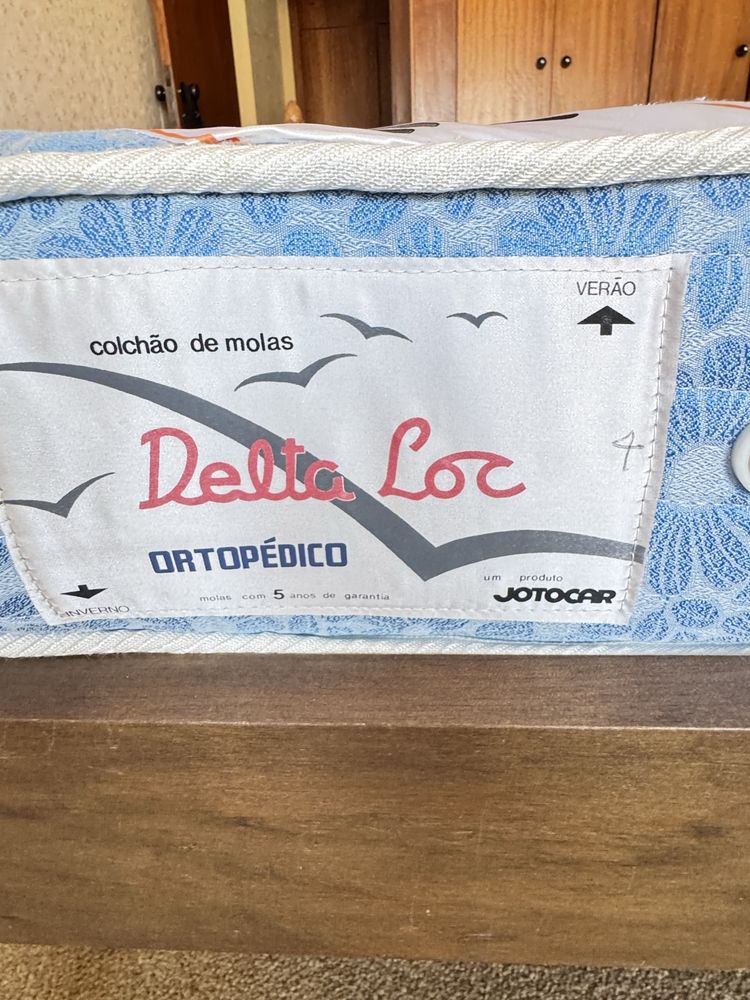 VERÃO
colchão de molas
Delta Loc
4
ORTOPÉDICO
um produto
JOTOCAR
molas com 5 anos de garantia
INVERNO